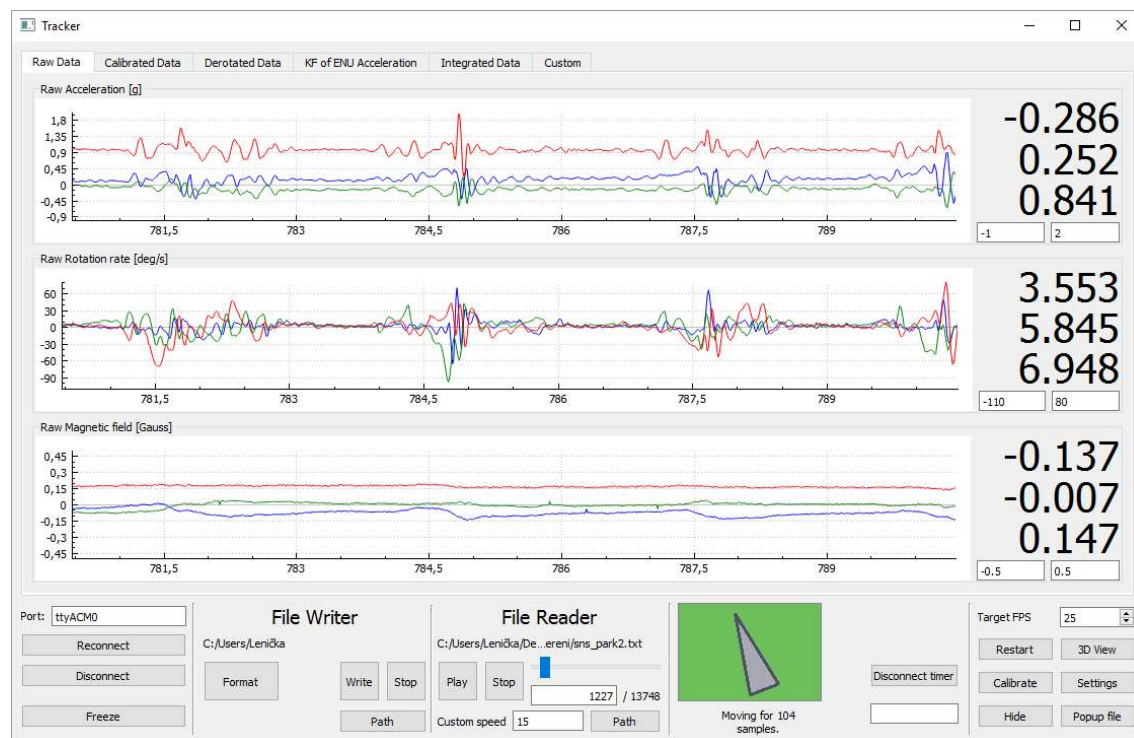 Tracker
Raw Data Calibrated Data Derotated Data KF of ENU Acceleration Integrated Data Custom
Raw Acceleration [g]
1,8
1,35
0,9
0,45
0
-0,45
-0,9
781,5 783 784,5 786 787,5 789
-0.286
0.252
0.841
-1 2
Raw Rotation rate [deg/s]
60
30
0
-30
-60
-90
781,5 783 784,5 786 787,5 789
3.553
5.845
6.948
-110 80
Raw Magnetic field [Gauss]
0,45
0,3
0,15
0
-0,15
-0,3
-0,45
781,5 783 784,5 786 787,5 789
-0.137
-0.007
0.147
-0.5 0.5
Port: ttyACM0
Reconnect
Disconnect
Freeze
File Writer
C:/Users/Lenička
Format Write Stop
Path
File Reader
C:/Users/Lenička/De...ereni/sns_park2.txt
Play Stop
1227 / 13748
Custom speed 15 Path
Moving for 104
samples.
Disconnect timer
Target FPS 25
Restart 3D View
Calibrate Settings
Hide Popup file